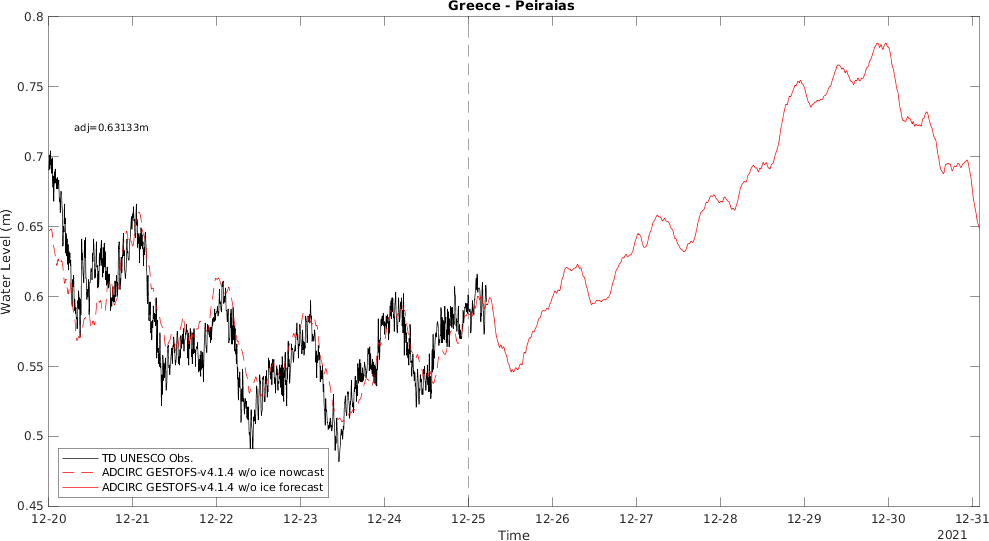 Greece - Peiraias
0.8
0.75
0.7
0.65
0.6
0.55
0.5
0.45
Water Level (m)
adj=0.63133m
TD UNESCO Obs.
ADCIRC GESTOFS-v4.1.4 w/o ice nowcast
ADCIRC GESTOFS-v4.1.4 w/o ice forecast
12-20 12-21 12-22 12-23 12-24 12-25 12-26 12-27 12-28 12-29 12-30 12-31
Time
2021